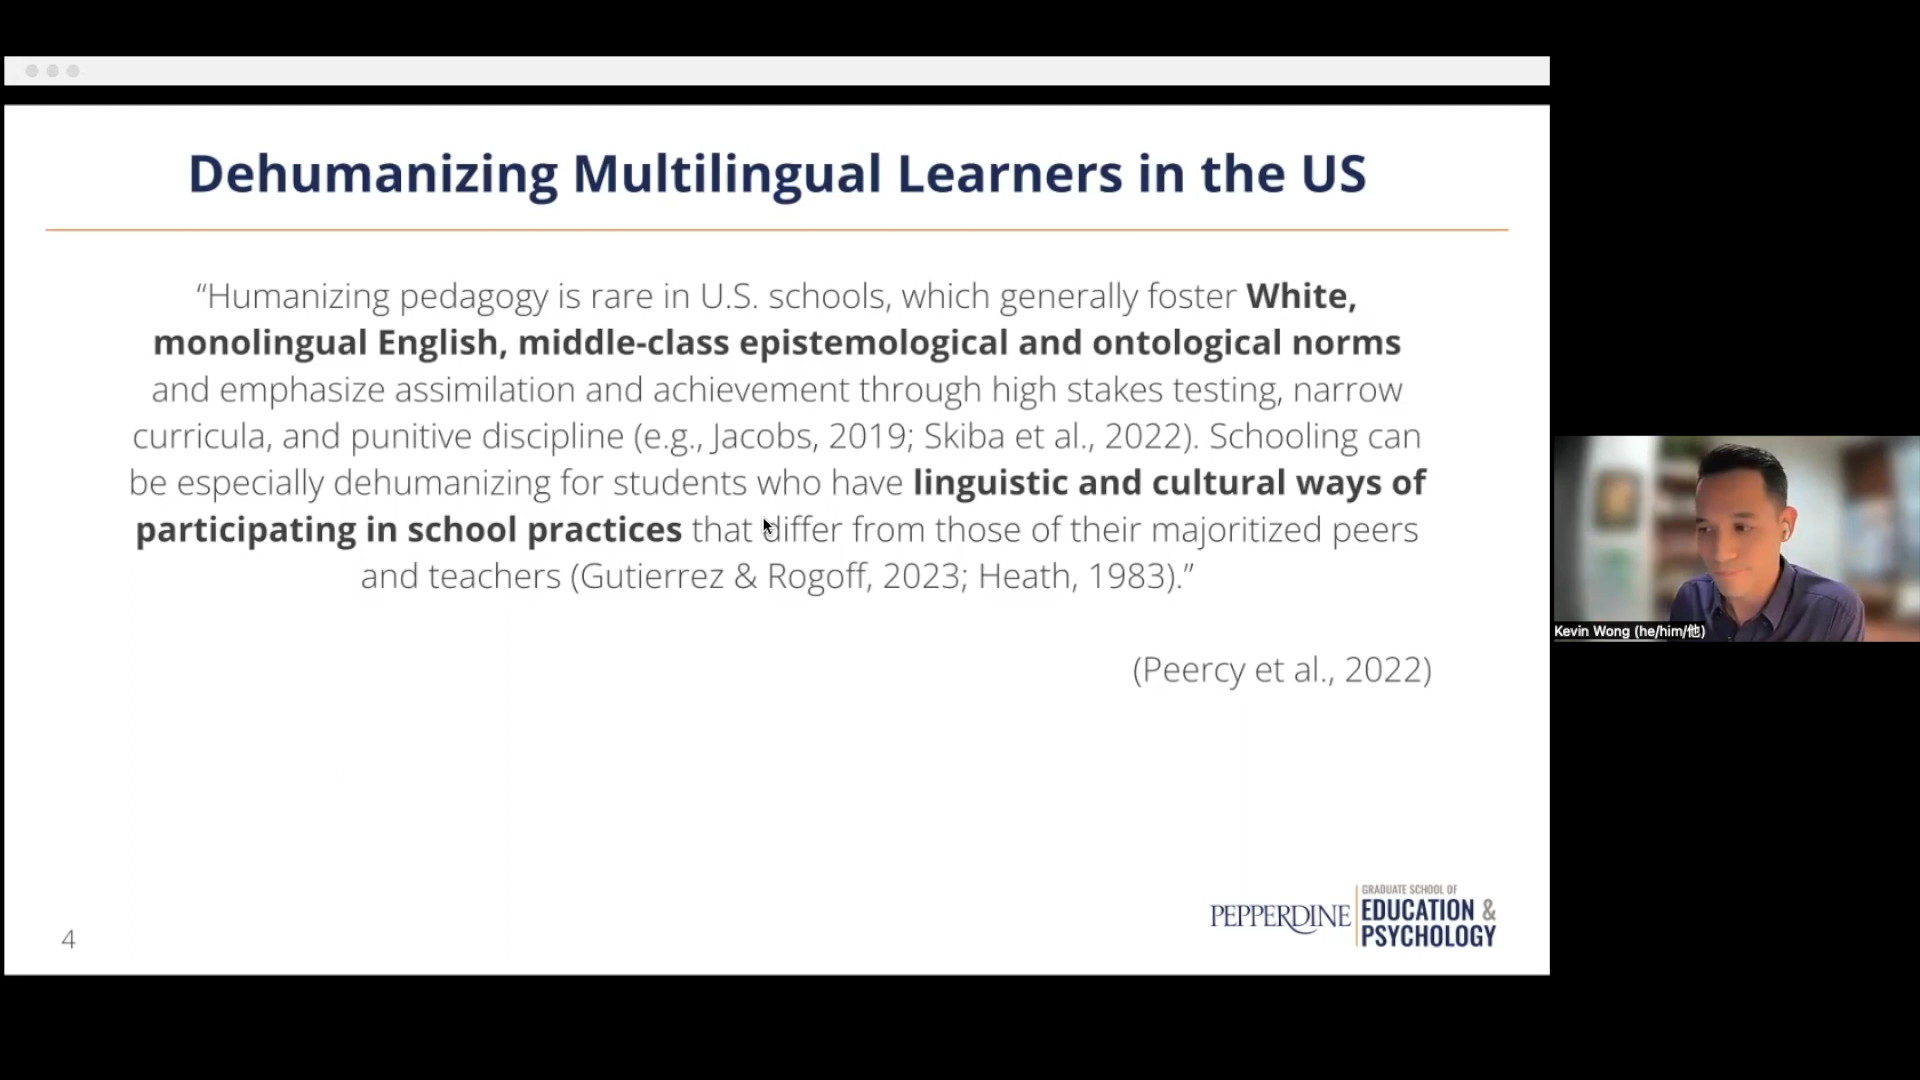 Dehumanizing Multilingual Learners in the US
“Humanizing pedagogy is rare in U.S. schools, which generally foster White,
monolingual English, middle-class epistemological and ontological norms
and emphasize assimilation and achievement through high stakes testing, narrow
curricula, and punitive discipline (e.g., Jacobs, 2019; Skiba et al., 2022). Schooling can
be especially dehumanizing for students who have linguistic and cultural ways of
participating in school practices that differ from those of their majoritized peers
and teachers (Gutierrez & Rogoff, 2023; Heath, 1983).”
(Peercy et al., 2022)
Kevin Wong (he/him/他)
4
PEPPERDINE
GRADUATE SCHOOL OF
EDUCATION &
PSYCHOLOGY